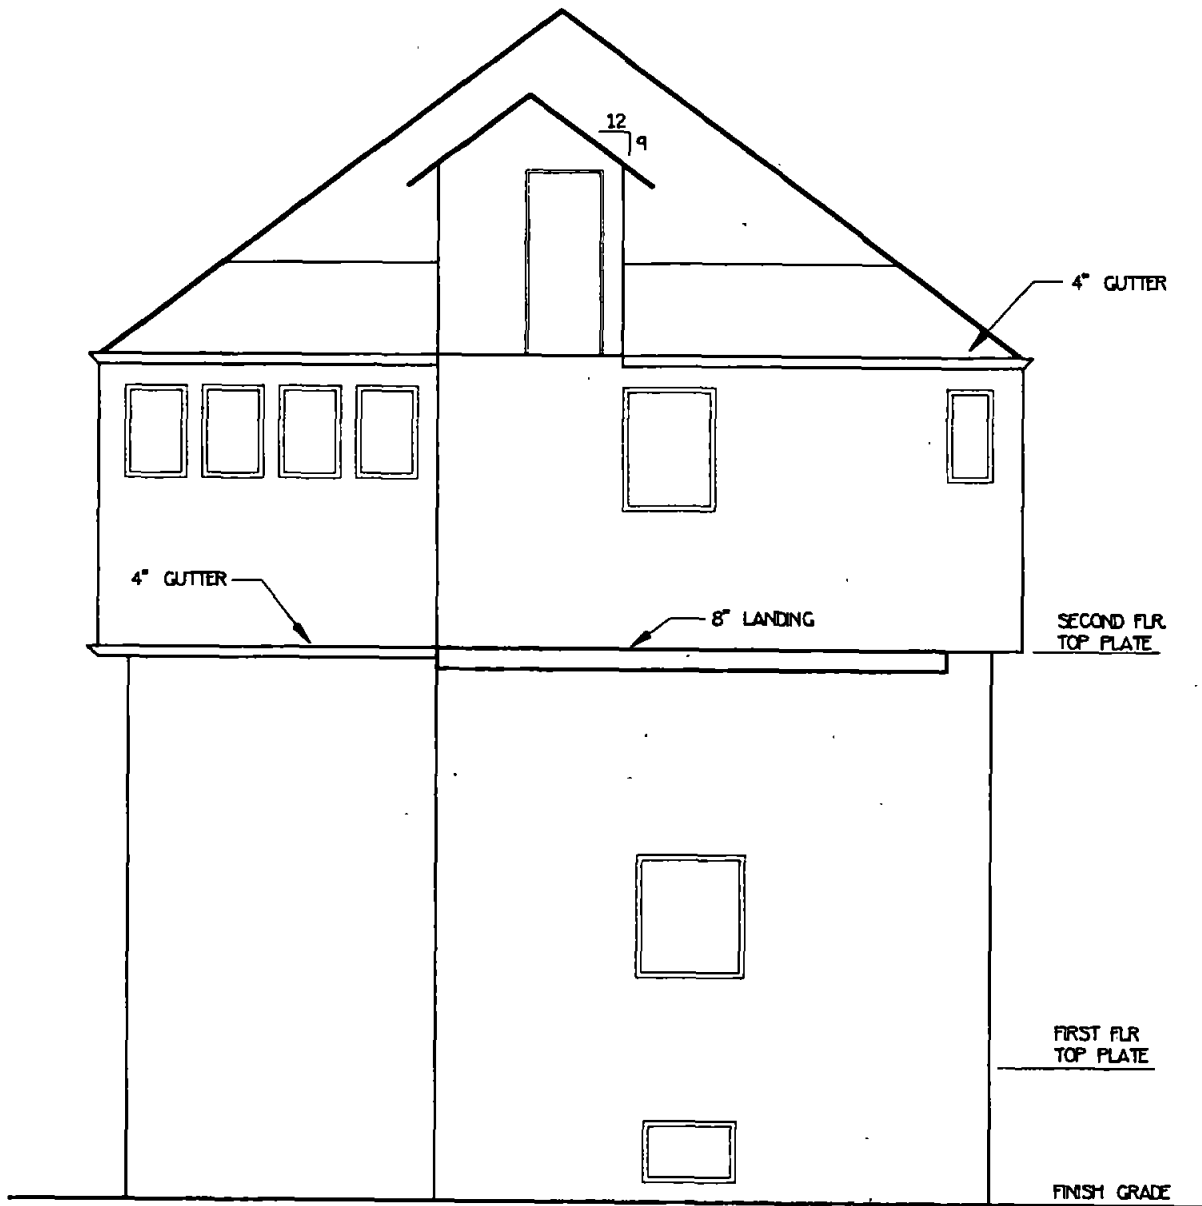 12
9
4" GUTTER
4" GUTTER
8" LANDING
SECOND FLR.
TOP PLATE
FIRST FLR
TOP PLATE
FINISH GRADE